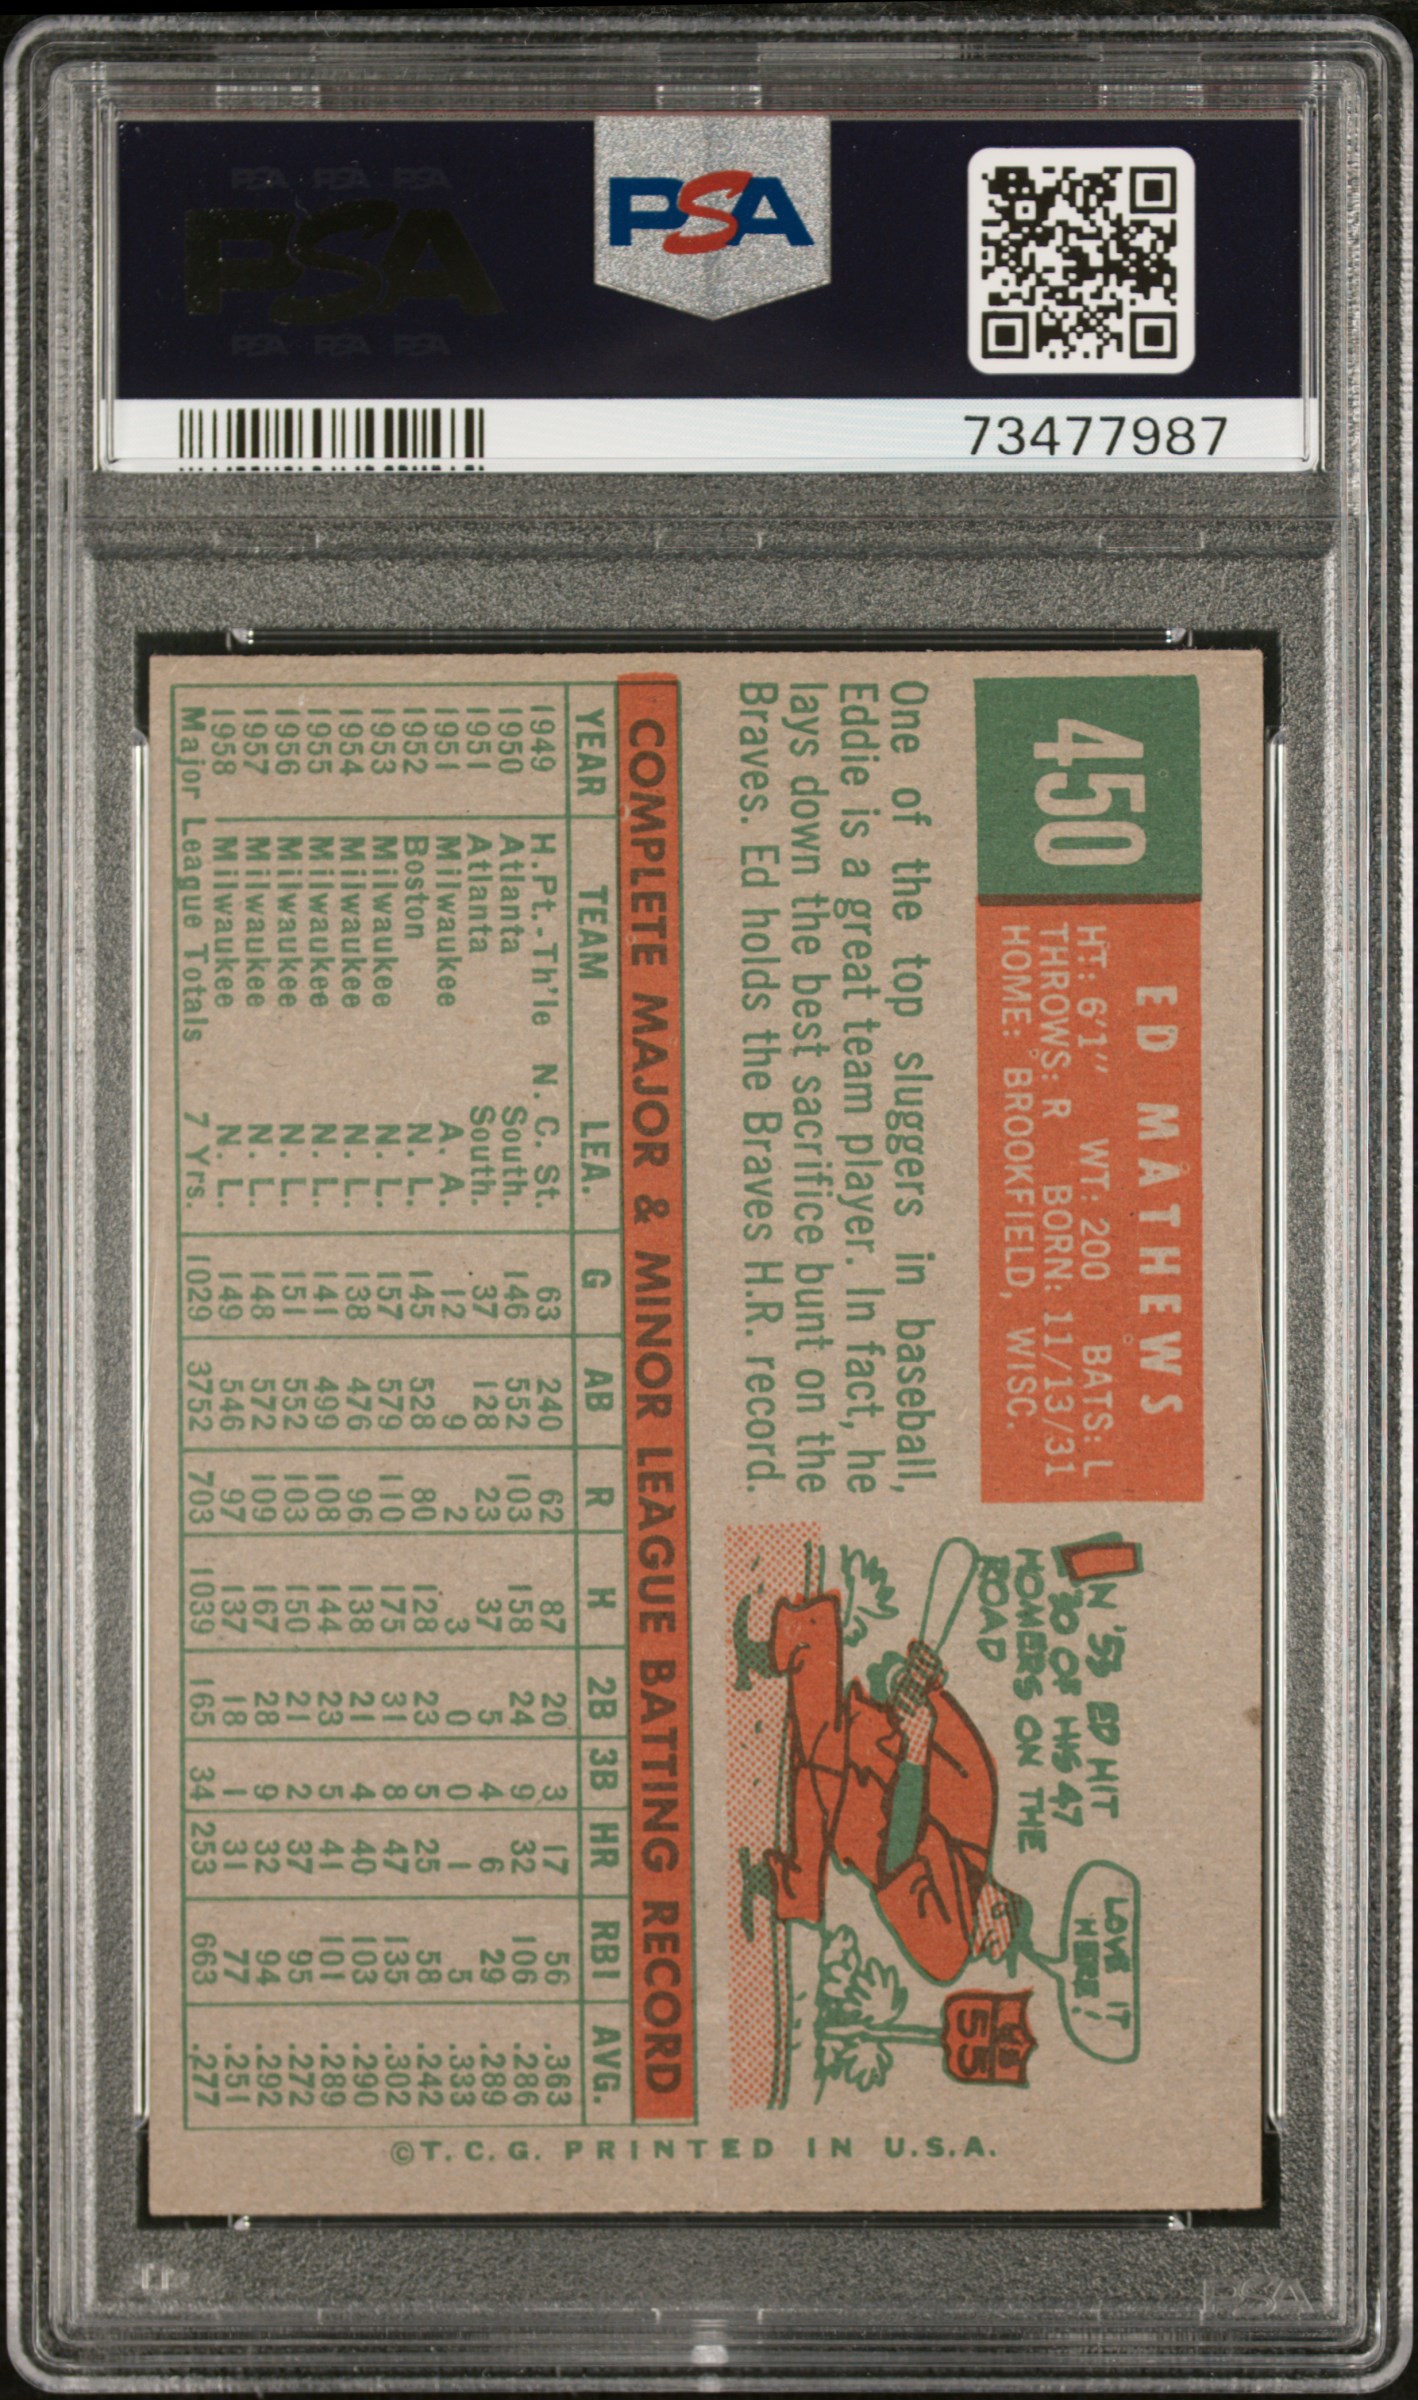 PSA PSA PSA
PSA
PSA PSA PSA
PSA
73477987
450
ED MATHEWS
HT: 6'1" WT: 200 BATS: L
THROWS: R BORN: 11/13/31
HOME: BROOKFIELD, WISC.
One of the top sluggers in baseball,
Eddie is a great team player. In fact, he
lays down the best sacrifice bunt on the
Braves. Ed holds the Braves H.R. record.
IN '53 ED HIT
30 OF HIS 47
HOMERS ON THE
ROAD
LOVE IT
HERE!
US
55
COMPLETE MAJOR & MINOR LEAGUE BATTING RECORD
YEAR TEAM LEA. G AB R H 2B 3B HR RBI AVG.
1949 H. Pt.-Th'le N. C. St. 63 240 62 87 20 3 17 56 .363
1950 Atlanta South. 146 552 103 158 24 9 32 106 .286
1951 Atlanta South. 37 128 23 37 5 4 6 29 .289
1951 Milwaukee A. A. 12 9 2 3 0 0 1 5 .333
1952 Boston N. L. 145 528 80 128 23 5 25 58 .242
1953 Milwaukee N. L. 157 579 110 175 31 8 47 135 .302
1954 Milwaukee N. L. 138 476 96 138 21 4 40 103 .290
1955 Milwaukee N. L. 141 499 108 144 23 5 41 101 .289
1956 Milwaukee N. L. 151 552 103 150 21 2 37 95 .272
1957 Milwaukee N. L. 148 572 109 167 28 9 32 94 .292
1958 Milwaukee N. L. 149 546 97 137 18 1 31 77 .251
Major League Totals 7 Yrs. 1029 3752 703 1039 165 34 253 663 .277
©T. C. G. PRINTED IN U.S.A.
PSA